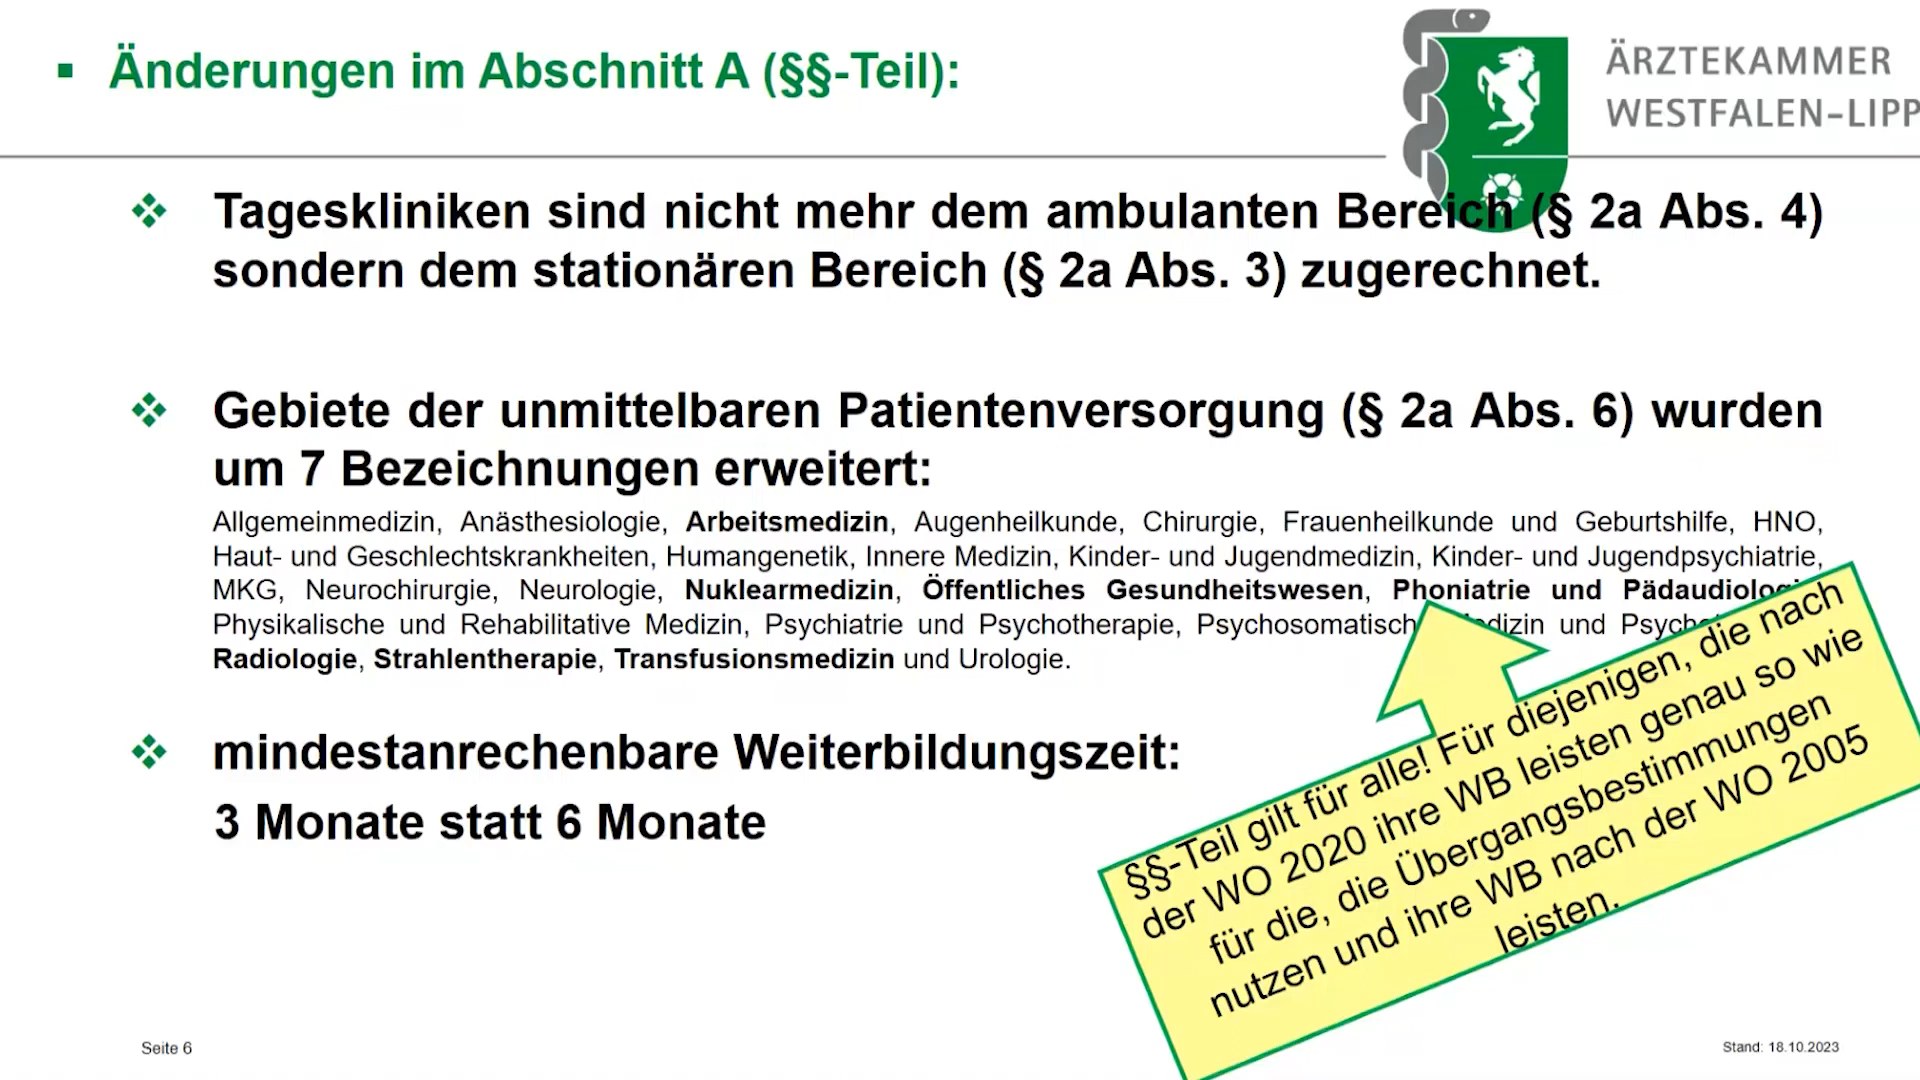 Änderungen im Abschnitt A (§§-Teil):
ÄRZTEKAMMER
WESTFALEN-LIPP
Tageskliniken sind nicht mehr dem ambulanten Bereich (§ 2a Abs. 4)
sondern dem stationären Bereich (§ 2a Abs. 3) zugerechnet.
Gebiete der unmittelbaren Patientenversorgung (§ 2a Abs. 6) wurden
um 7 Bezeichnungen erweitert:
Allgemeinmedizin, Anästhesiologie, Arbeitsmedizin, Augenheilkunde, Chirurgie, Frauenheilkunde und Geburtshilfe, HNO,
Haut- und Geschlechtskrankheiten, Humangenetik, Innere Medizin, Kinder- und Jugendmedizin, Kinder- und Jugendpsychiatrie,
MKG, Neurochirurgie, Neurologie, Nuklearmedizin, Öffentliches Gesundheitswesen, Phoniatrie und Pädaudiologi
Physikalische und Rehabilitative Medizin, Psychiatrie und Psychotherapie, Psychosomatisch dizin und Psych
Radiologie, Strahlentherapie, Transfusionsmedizin und Urologie.
mindestanrechenbare Weiterbildungszeit:
3 Monate statt 6 Monate
§§-Teil gilt für alle! Für diejenigen, die nach
der WO 2020 ihre WB leisten genau so wie
für die, die Übergangsbestimmungen
nutzen und ihre WB nach der WO 2005
leisten.
Seite 6
Stand: 18.10.2023